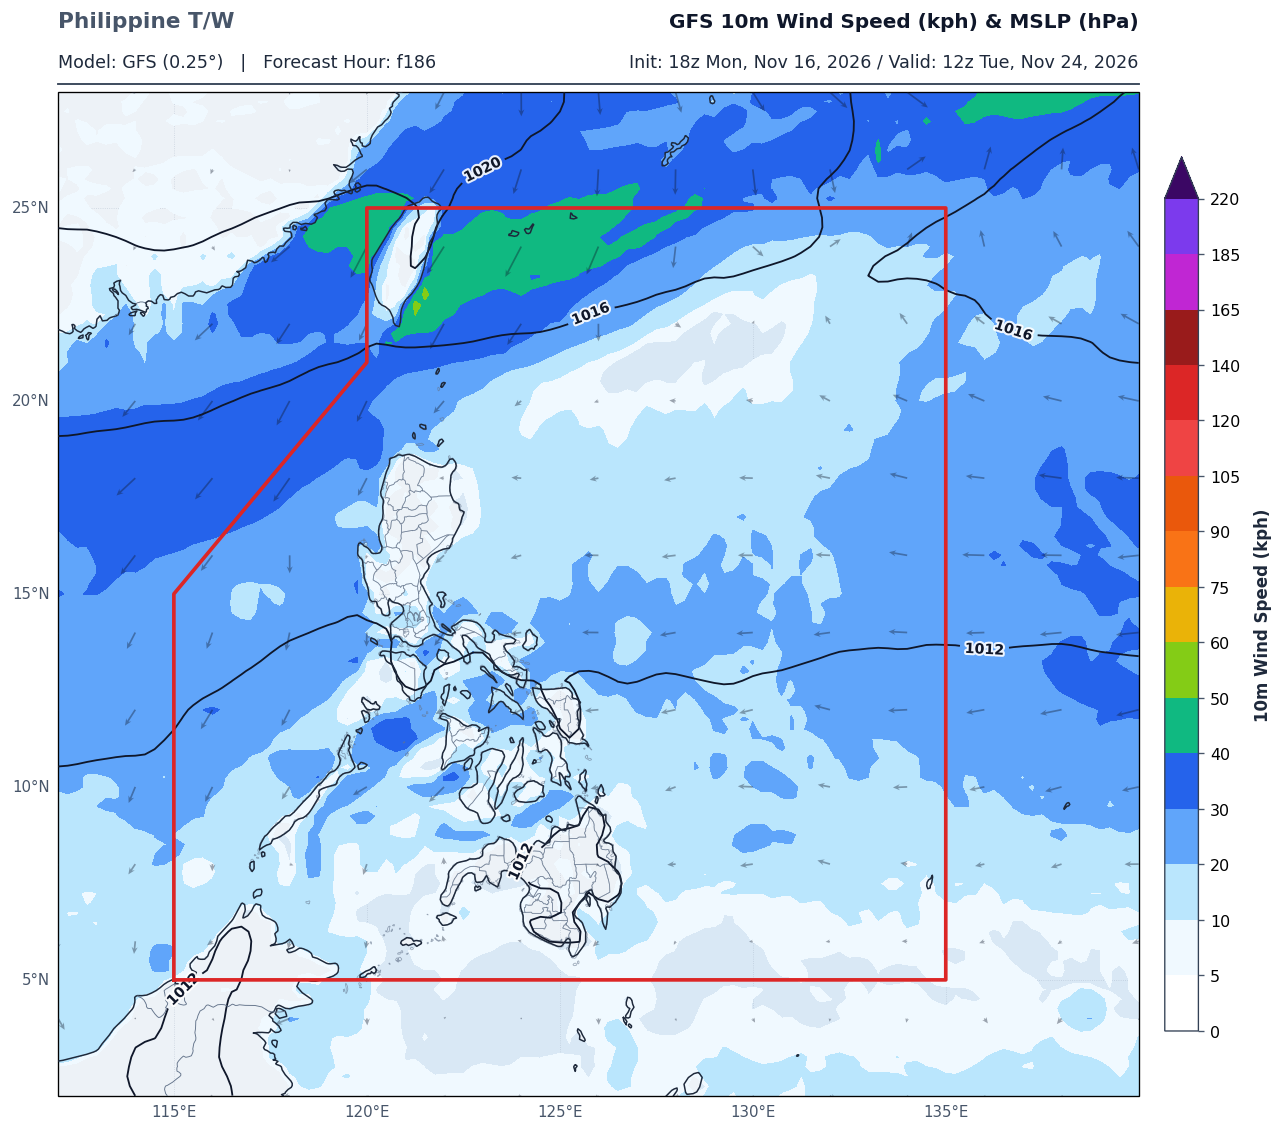 Philippine T/W
GFS 10m Wind Speed (kph) & MSLP (hPa)
Model: GFS (0.25°) | Forecast Hour: f186
Init: 18z Mon, Nov 16, 2026 / Valid: 12z Tue, Nov 24, 2026
25°N
20°N
15°N
10°N
5°N
115°E
120°E
125°E
130°E
135°E
1020
1016
1016
1012
1012
1012
220
185
165
140
120
105
90
75
60
50
40
30
20
10
5
0
10m Wind Speed (kph)